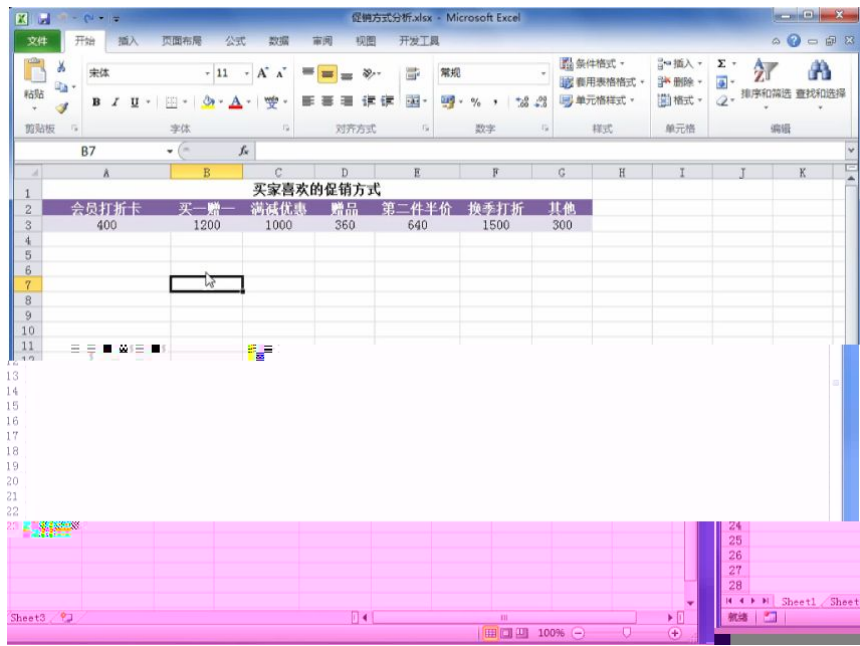 促销方式分析.xlsx - Microsoft Excel
文件 开始 插入 页面布局 公式 数据 审阅 视图 开发工具
宋体 11 常规 条件格式 插入 Σ
粘贴 套用表格格式 删除 排序和筛选 查找和选择
B I U A % 单元格样式 格式
剪贴板 字体 对齐方式 数字 样式 单元格 编辑
B7 fx
A B C D E F G H I J K
1 买家喜欢的促销方式
2 会员打折卡 买一赠一 满减优惠 赠品 第二件半价 换季打折 其他
3 400 1200 1000 360 640 1500 300
4
5
6
7
8
9
10
11
12
13
14
15
16
17
18
19
20
21
22
23
24
25
26
27
28
Sheet1 Sheet
Sheet3
就绪
100%